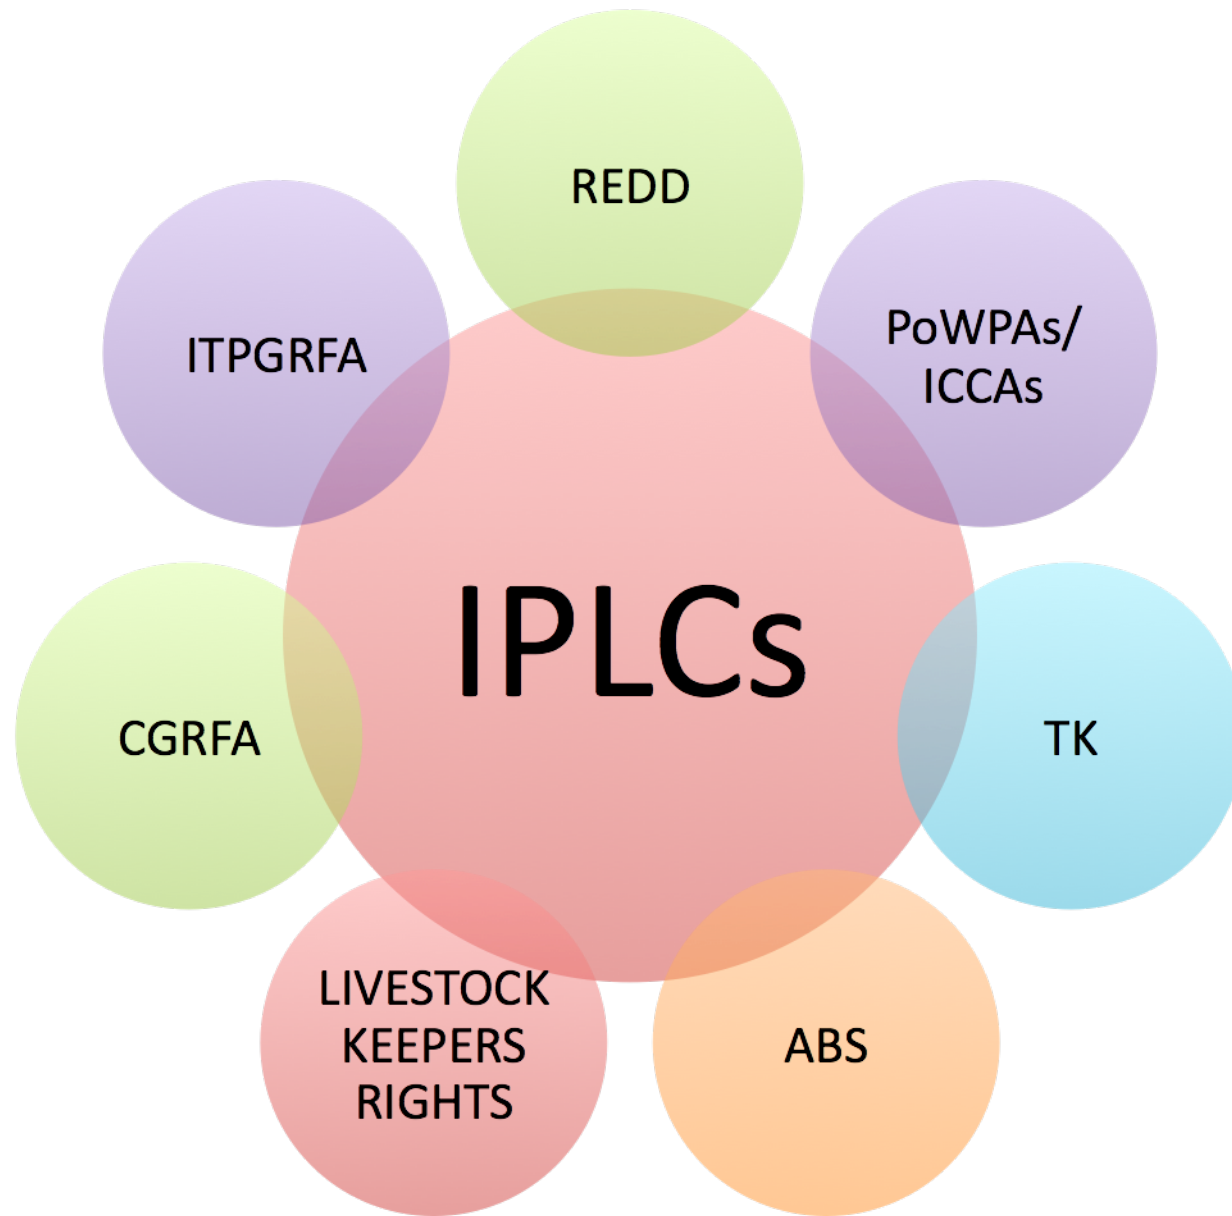 REDD
PoWPAs/
ICCAs
TK
ABS
LIVESTOCK
KEEPERS
RIGHTS
CGRFA
ITPGRFA
IPLCs